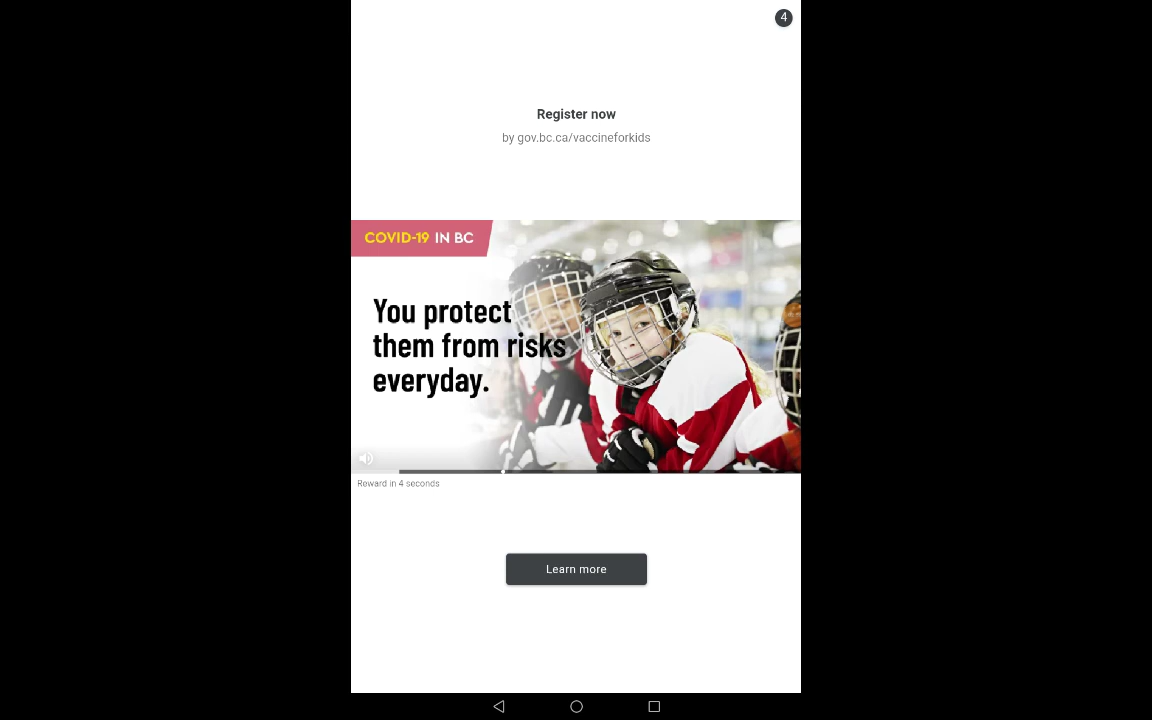 4
Register now
by gov.bc.ca/vaccineforkids
COVID-19 IN BC
You protect
them from risks
everyday.
Reward in 4 seconds
Learn more